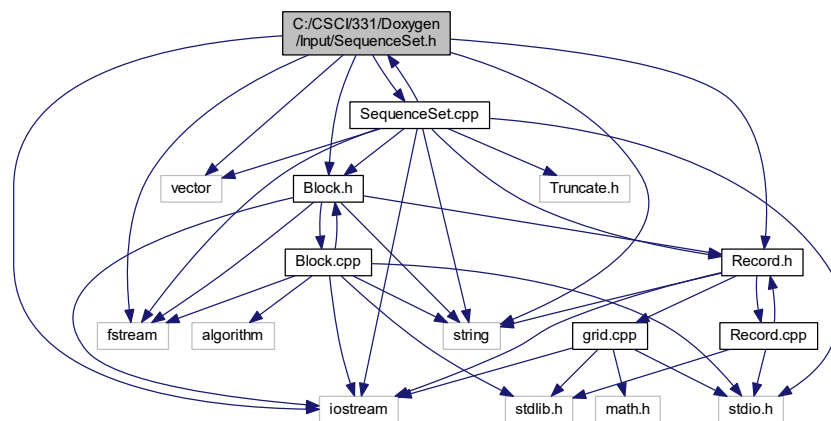 C:/CSCI/331/Doxygen
/Input/SequenceSet.h
SequenceSet.cpp
vector
Block.h
Truncate.h
Block.cpp
Record.h
fstream
algorithm
string
grid.cpp
Record.cpp
iostream
stdlib.h
math.h
stdio.h